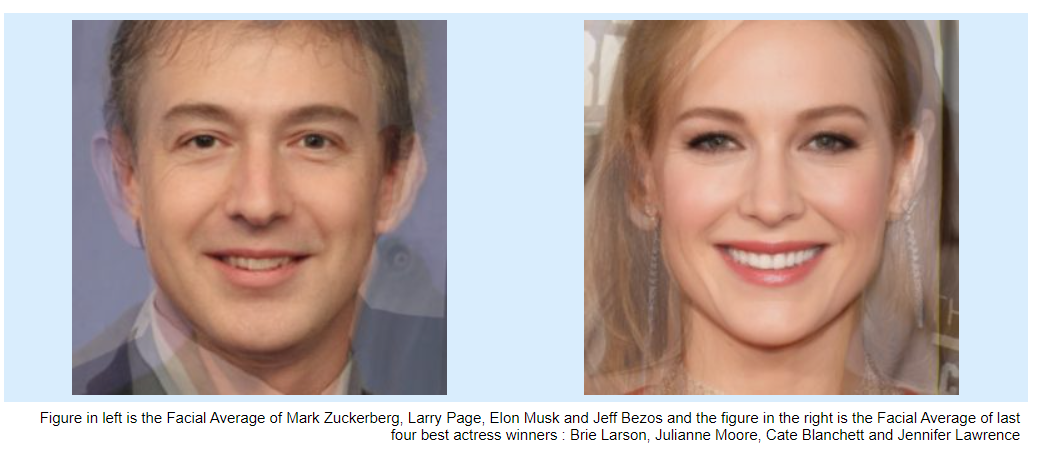 Figure in left is the Facial Average of Mark Zuckerberg, Larry Page, Elon Musk and Jeff Bezos and the figure in the right is the Facial Average of last
four best actress winners : Brie Larson, Julianne Moore, Cate Blanchett and Jennifer Lawrence